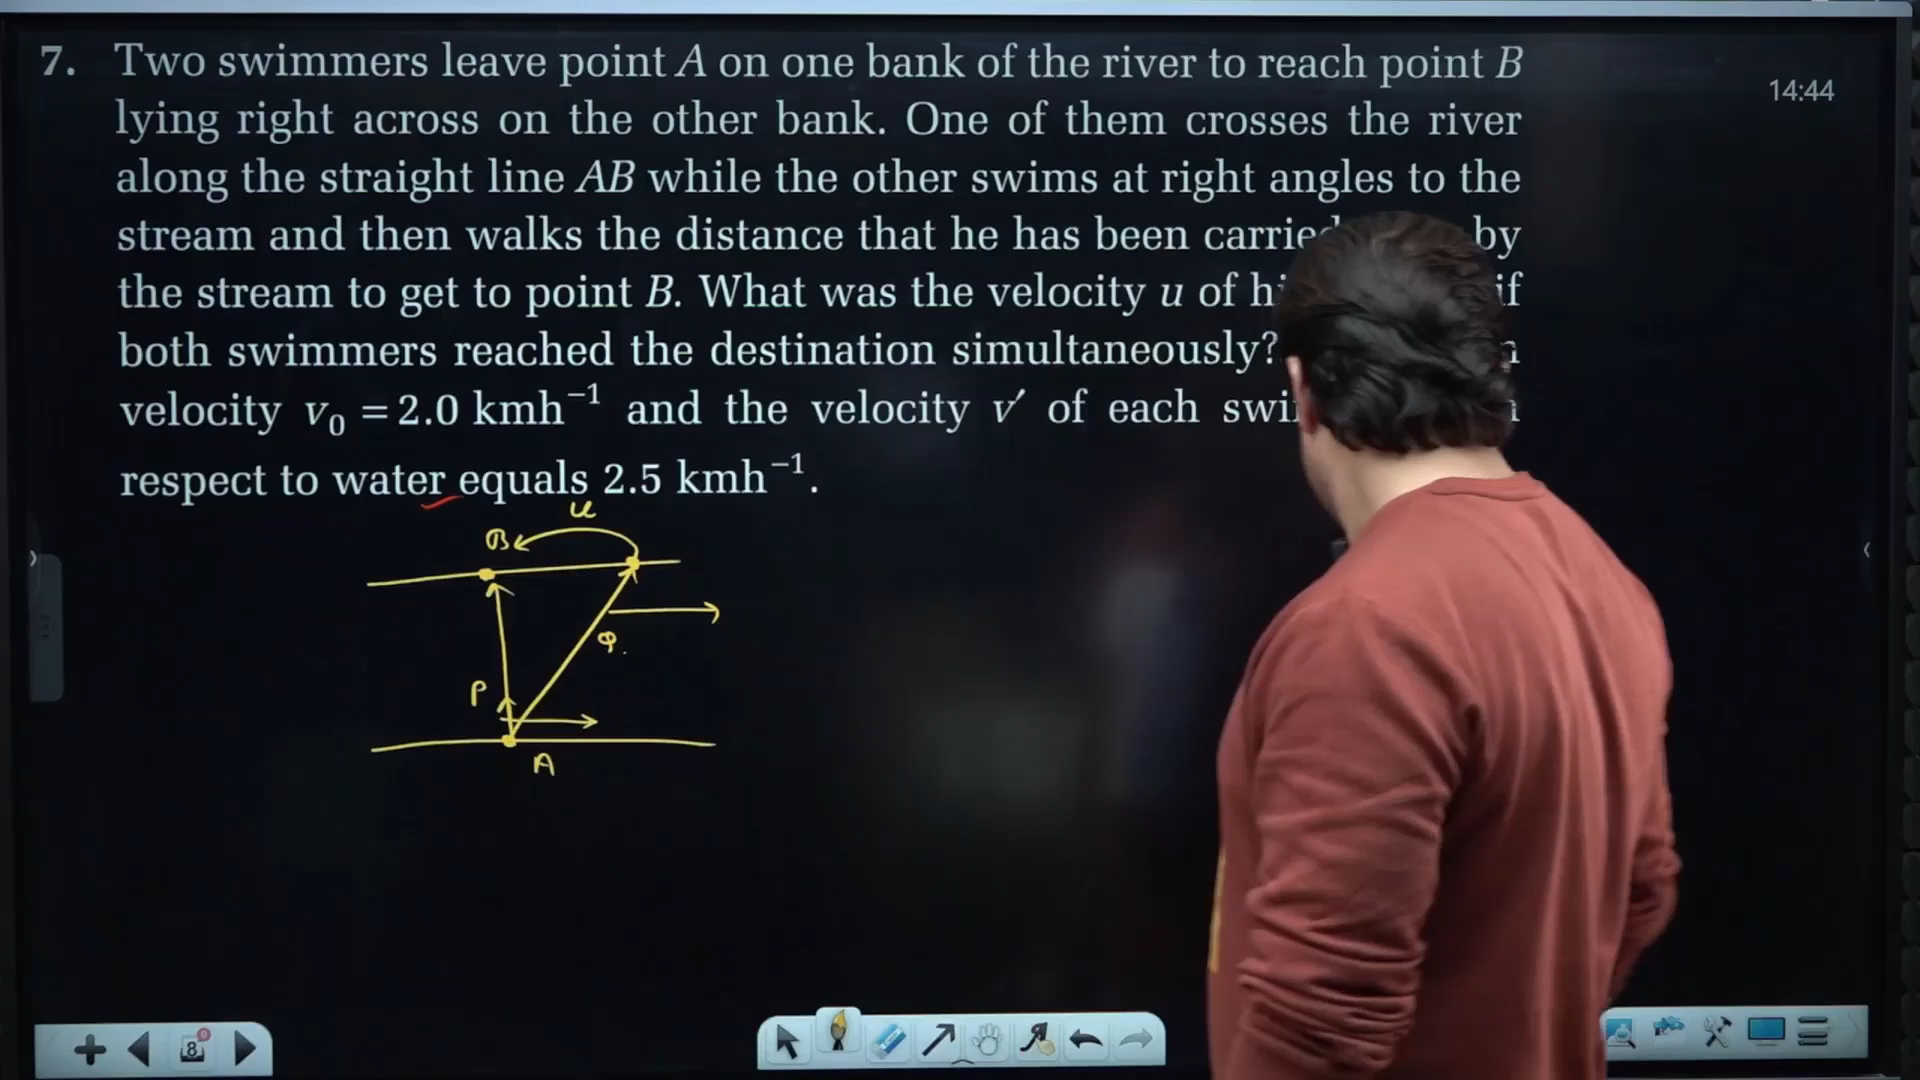 7. Two swimmers leave point A on one bank of the river to reach point B
14:44
lying right across on the other bank. One of them crosses the river
along the straight line AB while the other swims at right angles to the
stream and then walks the distance that he has been by
the stream to get to point B. What was the velocity u of if
both swimmers reached the destination simultaneously?
velocity v₀ = 2.0 kmh⁻¹ and the velocity v′ of each
respect to water equals 2.5 kmh⁻¹.
u
B
Q
P
A
8